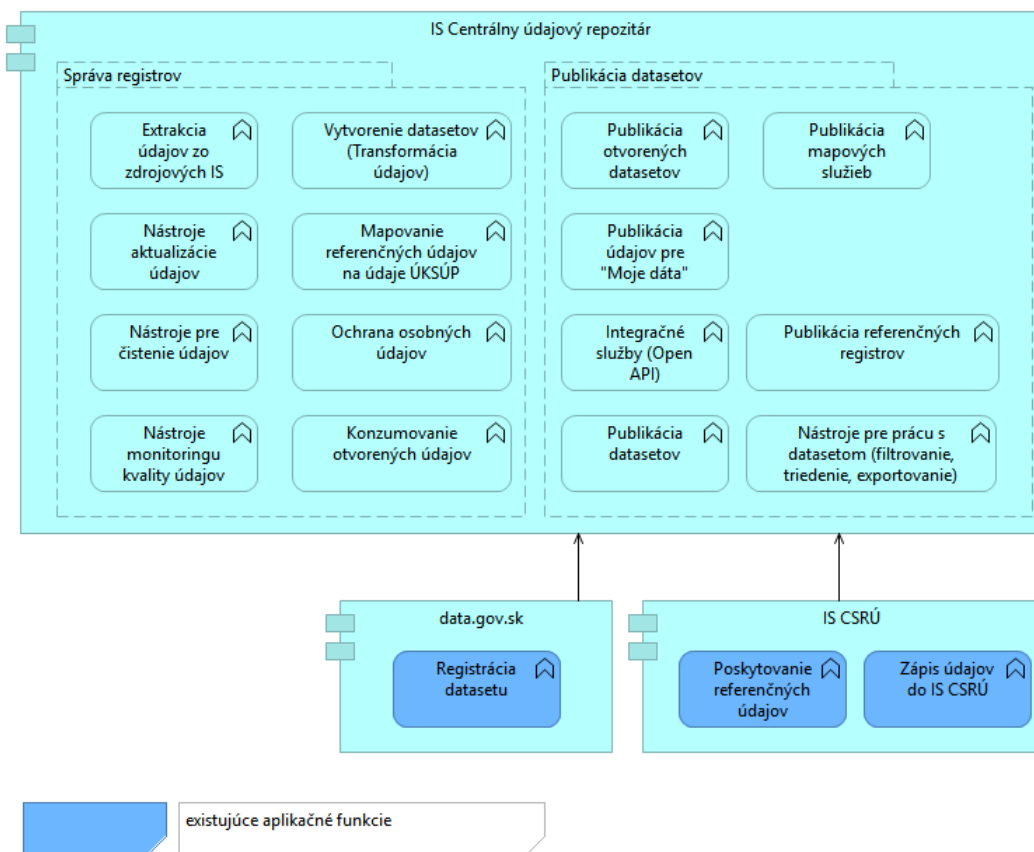 IS Centrálny údajový repozitár
Správa registrov
Extrakcia
údajov zo
zdrojových IS
Vytvorenie datasetov
(Transformácia
údajov)
Nástroje
aktualizácie
údajov
Mapovanie
referenčných údajov
na údaje ÚKSÚP
Nástroje pre
čistenie údajov
Ochrana osobných
údajov
Nástroje
monitoringu
kvality údajov
Konzumovanie
otvorených údajov
Publikácia datasetov
Publikácia
otvorených
datasetov
Publikácia
mapových
služieb
Publikácia
údajov pre
"Moje dáta"
Integračné
služby (Open
API)
Publikácia referenčných
registrov
Publikácia
datasetov
Nástroje pre prácu s
datasetom (filtrovanie,
triedenie, exportovanie)
data.gov.sk
Registrácia
datasetu
IS CSRÚ
Poskytovanie
referenčných
údajov
Zápis údajov
do IS CSRÚ
existujúce aplikačné funkcie